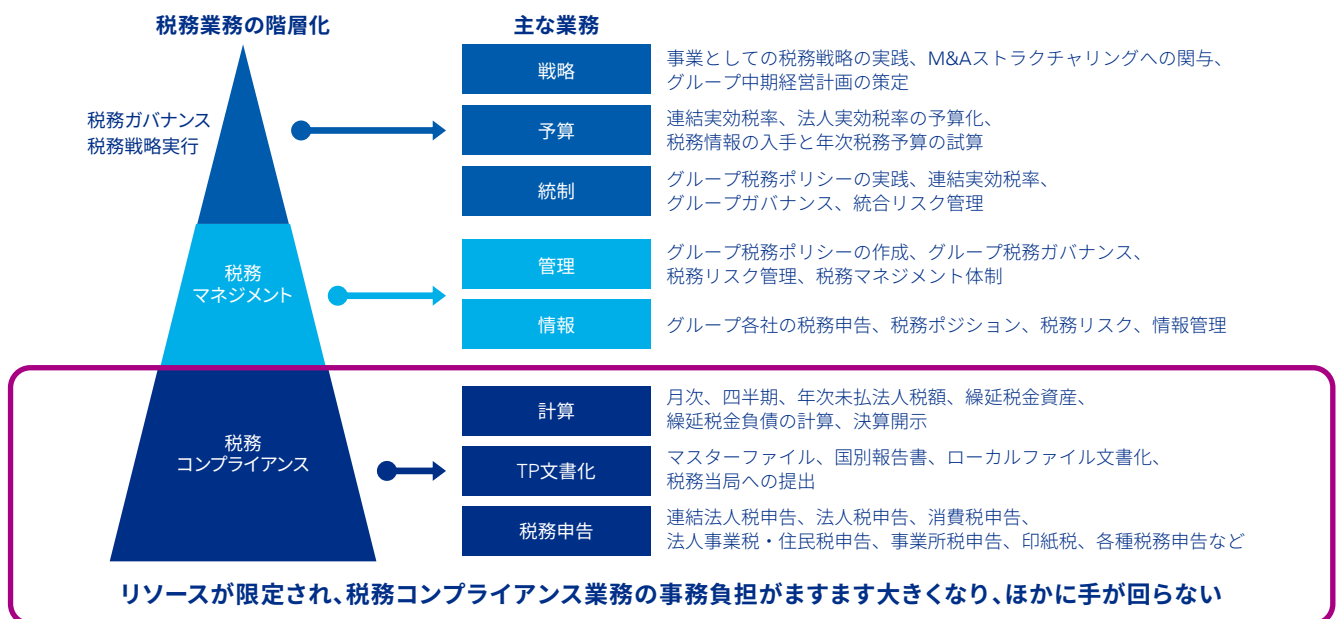 税務業務の階層化
主な業務
税務ガバナンス
税務戦略実行
戦略
事業としての税務戦略の実践、M&Aストラクチャリングへの関与、
グループ中期経営計画の策定
予算
連結実効税率、法人実効税率の予算化、
税務情報の入手と年次税務予算の試算
統制
グループ税務ポリシーの実践、連結実効税率、
グループガバナンス、統合リスク管理
税務
マネジメント
管理
グループ税務ポリシーの作成、グループ税務ガバナンス、
税務リスク管理、税務マネジメント体制
情報
グループ各社の税務申告、税務ポジション、税務リスク、情報管理
税務
コンプライアンス
計算
月次、四半期、年次未払法人税額、繰延税金資産、
繰延税金負債の計算、決算開示
TP文書化
マスターファイル、国別報告書、ローカルファイル文書化、
税務当局への提出
税務申告
連結法人税申告、法人税申告、消費税申告、
法人事業税・住民税申告、事業所税申告、印紙税、各種税務申告など
リソースが限定され、税務コンプライアンス業務の事務負担がますます大きくなり、ほかに手が回らない